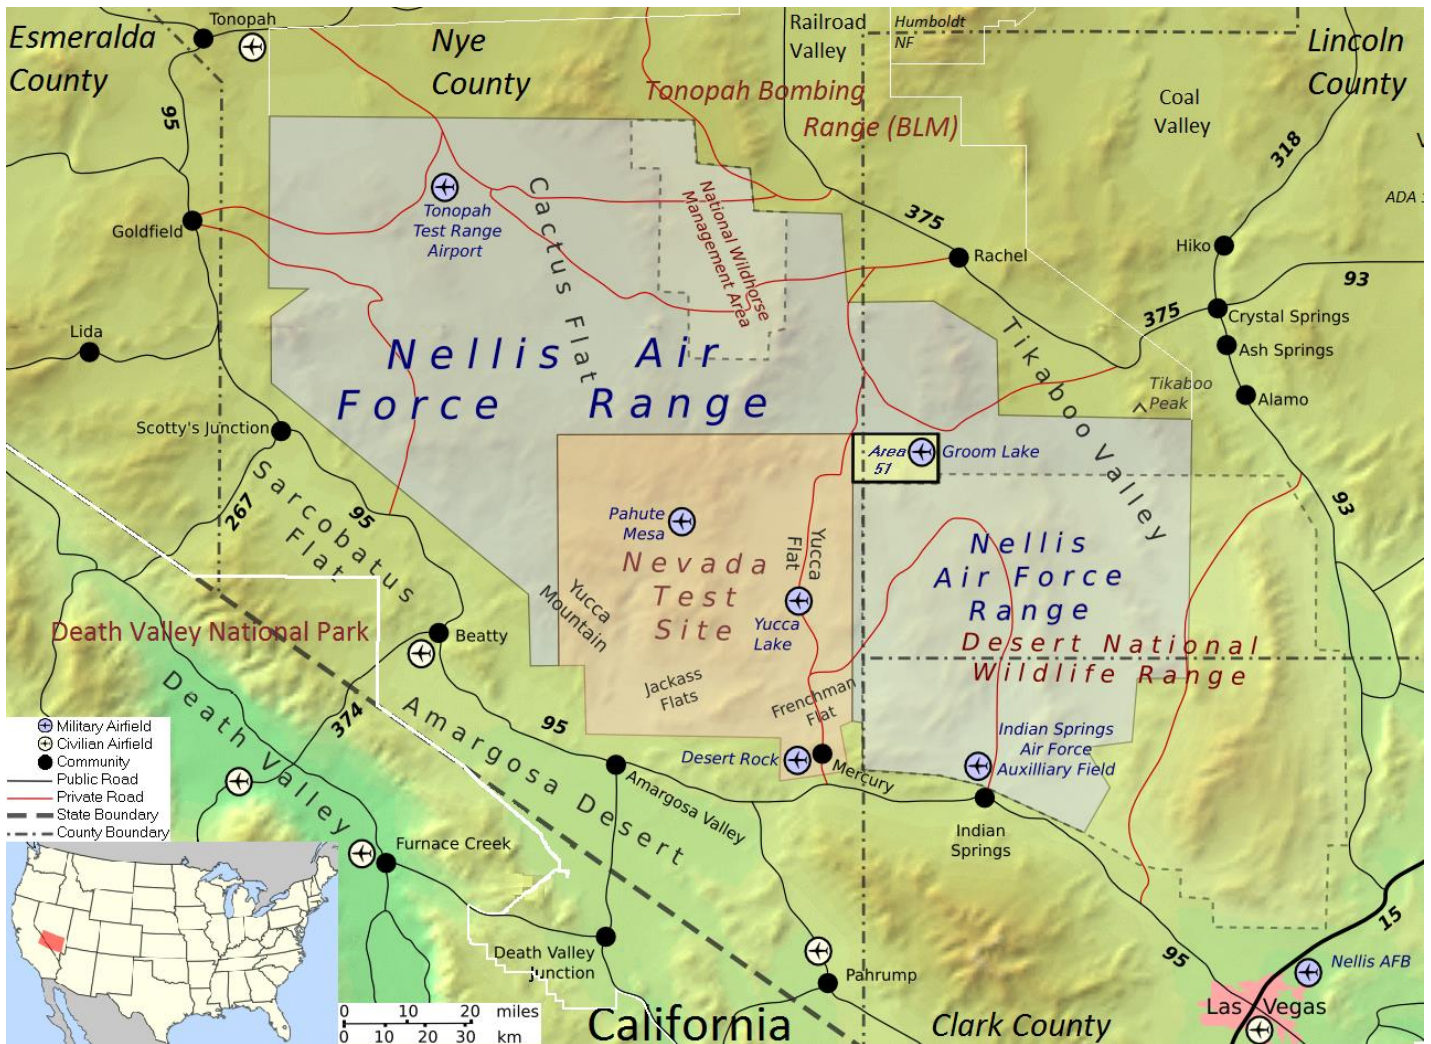 Esmeralda
County
Tonopah
Nye
County
Railroad
Valley
Humboldt
NF
Lincoln
County
Tonopah Bombing
Range (BLM)
Coal
Valley
95
318
ADA
Goldfield
Tonopah
Test Range
Airport
Cactus Flat
National Wildhorse
Management Area
375
Rachel
Hiko
93
375
Crystal Springs
Ash Springs
Alamo
Lida
Tikaboo
Peak
Tikaboo Valley
Nellis Air
Force Range
Scotty's Junction
Area
51
Groom Lake
Sarcobatus
Flat
267
95
93
Pahute
Mesa
Yucca
Flat
Nevada
Test
Site
Nellis
Air Force
Range
Yucca
Mountain
Yucca
Lake
Desert National
Wildlife Range
Death Valley National Park
Beatty
Jackass
Flats
Frenchman
Flat
374
95
Death Valley
Amargosa Desert
Desert Rock
Mercury
Indian Springs
Air Force
Auxilliary Field
Amargosa Valley
Indian
Springs
Military Airfield
Civilian Airfield
Community
Public Road
Private Road
State Boundary
County Boundary
Furnace Creek
Death Valley
Junction
Pahrump
95
15
Nellis AFB
Las Vegas
0 10 20 miles
0 10 20 30 km
California
Clark County